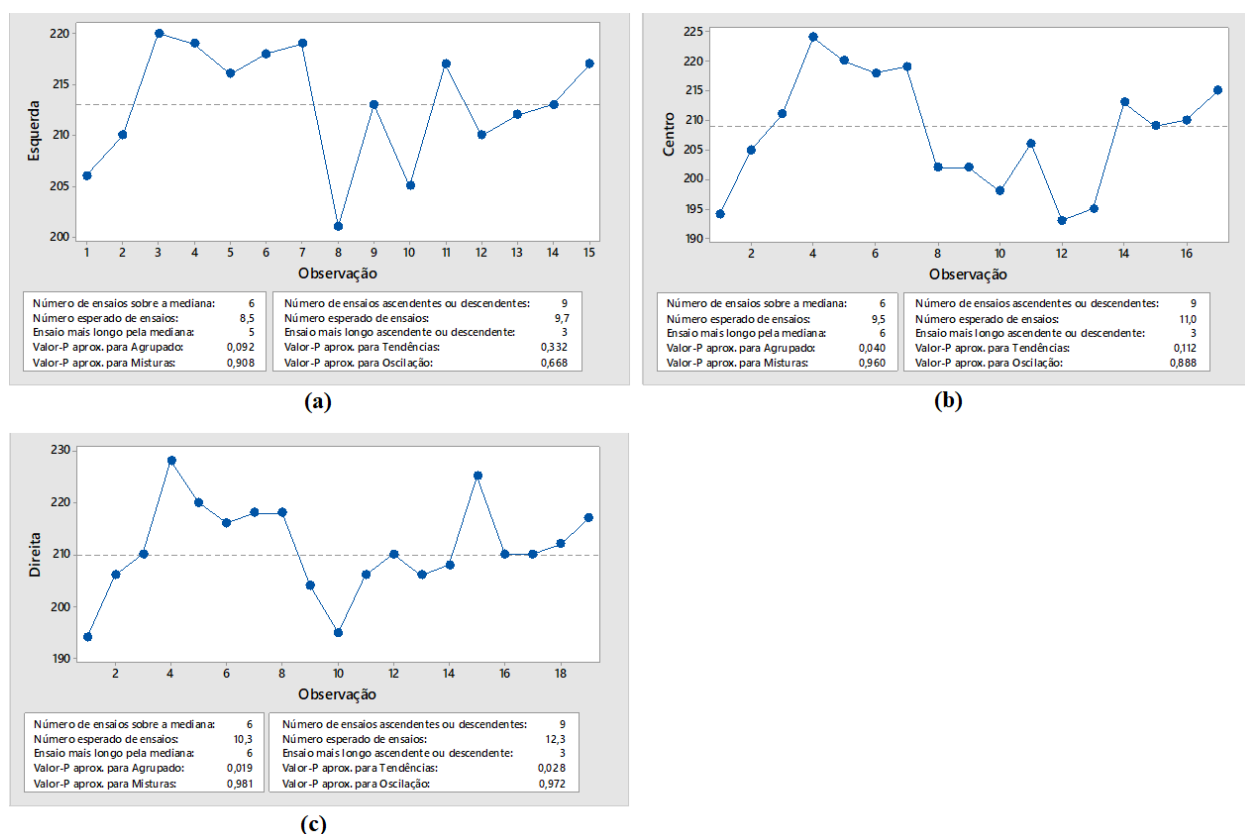 220
215
210
205
200
Esquerda
1 2 3 4 5 6 7 8 9 10 11 12 13 14 15
Observação
Número de ensaios sobre a mediana: 6
Número esperado de ensaios: 8,5
Ensaio mais longo pela mediana: 5
Valor-P aprox. para Agrupado: 0,092
Valor-P aprox. para Misturas: 0,908
Número de ensaios ascendentes ou descendentes: 9
Número esperado de ensaios: 9,7
Ensaio mais longo ascendente ou descendente: 3
Valor-P aprox. para Tendências: 0,332
Valor-P aprox. para Oscilação: 0,668
(a)
225
220
215
210
205
200
195
190
Centro
2 4 6 8 10 12 14 16
Observação
Número de ensaios sobre a mediana: 6
Número esperado de ensaios: 9,5
Ensaio mais longo pela mediana: 6
Valor-P aprox. para Agrupado: 0,040
Valor-P aprox. para Misturas: 0,960
Número de ensaios ascendentes ou descendentes: 9
Número esperado de ensaios: 11,0
Ensaio mais longo ascendente ou descendente: 3
Valor-P aprox. para Tendências: 0,112
Valor-P aprox. para Oscilação: 0,888
(b)
230
220
210
200
190
Direita
2 4 6 8 10 12 14 16 18
Observação
Número de ensaios sobre a mediana: 6
Número esperado de ensaios: 10,3
Ensaio mais longo pela mediana: 6
Valor-P aprox. para Agrupado: 0,019
Valor-P aprox. para Misturas: 0,981
Número de ensaios ascendentes ou descendentes: 9
Número esperado de ensaios: 12,3
Ensaio mais longo ascendente ou descendente: 3
Valor-P aprox. para Tendências: 0,028
Valor-P aprox. para Oscilação: 0,972
(c)